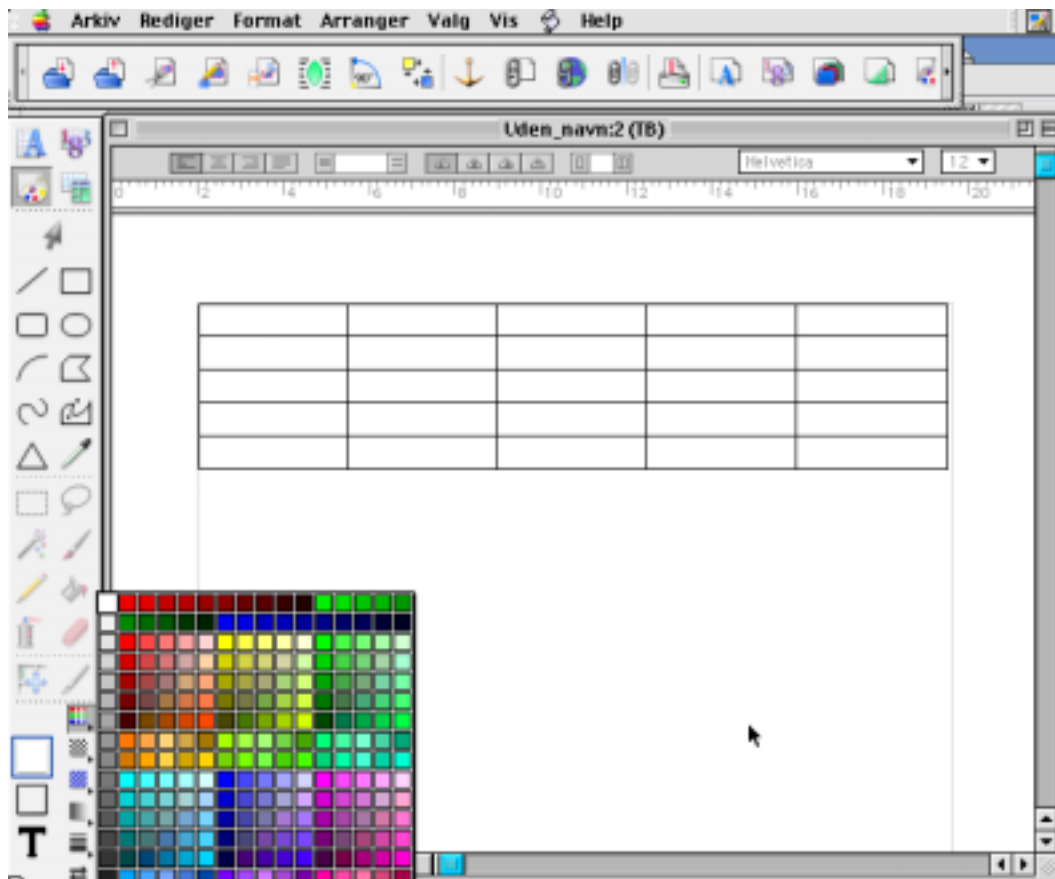 Arkiv Rediger Format Arranger Valg Vis Help
Uden_navn:2 (TB)
Helvetica 12
0 2 4 6 8 10 12 14 16 18 20
T